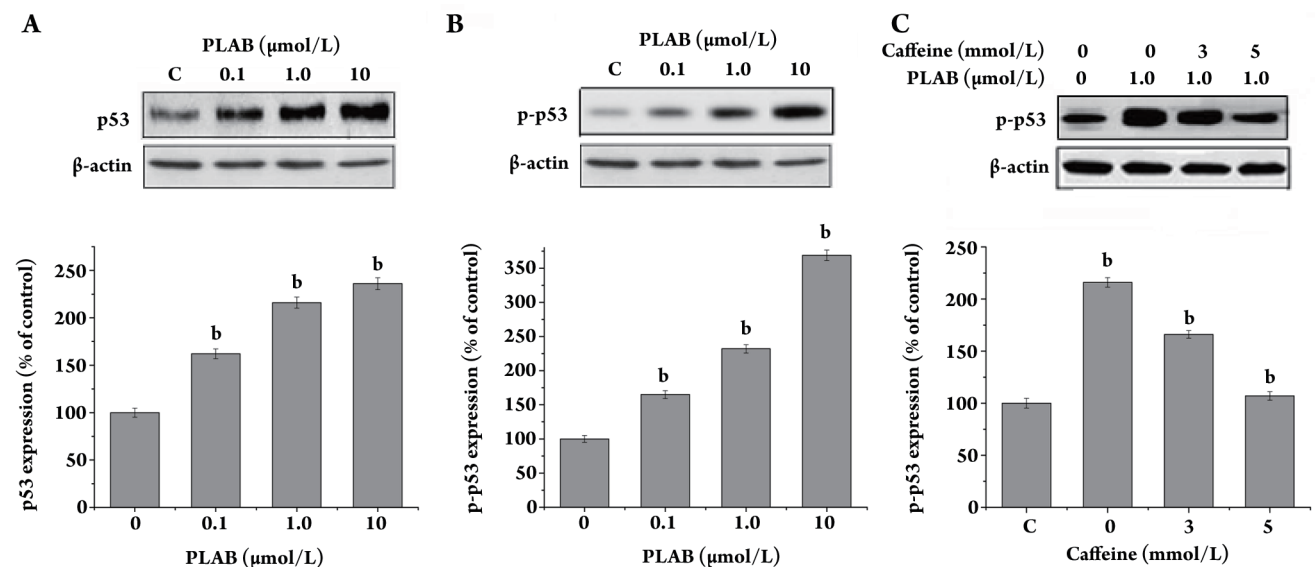 A
PLAB (μmol/L)
C 0.1 1.0 10
p53
β-actin
250
200
150
100
50
0
p53 expression (% of control)
b
b
b
0 0.1 1.0 10
PLAB (μmol/L)
B
PLAB (μmol/L)
C 0.1 1.0 10
p-p53
β-actin
350
300
250
200
150
100
50
0
p-p53 expression (% of control)
b
b
b
b
0 0.1 1.0 10
PLAB (μmol/L)
C
Caffeine (mmol/L) 0 0 3 5
PLAB (μmol/L) 0 1.0 1.0 1.0
p-p53
β-actin
250
200
150
100
50
0
p-p53 expression (% of control)
b
b
b
C 0 3 5
Caffeine (mmol/L)